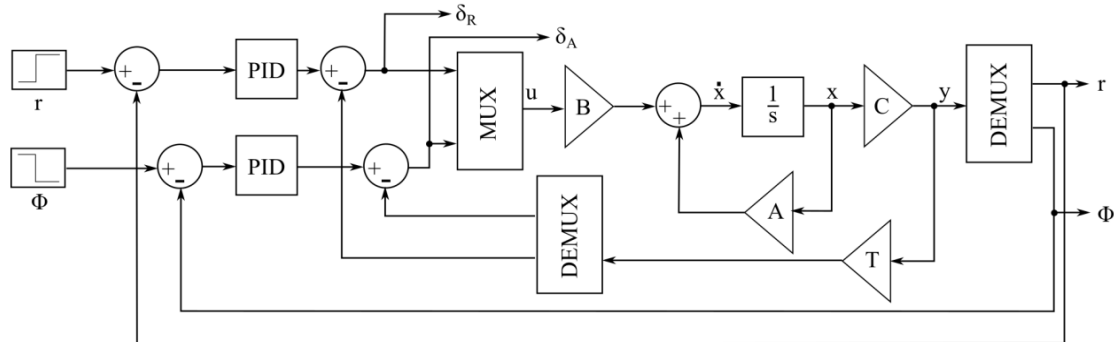 δR
δA
r
+
-
PID
+
-
MUX
u
B
+
+
ẋ
1
s
x
C
y
DEMUX
r
Φ
+
-
PID
+
-
A
DEMUX
T
Φ